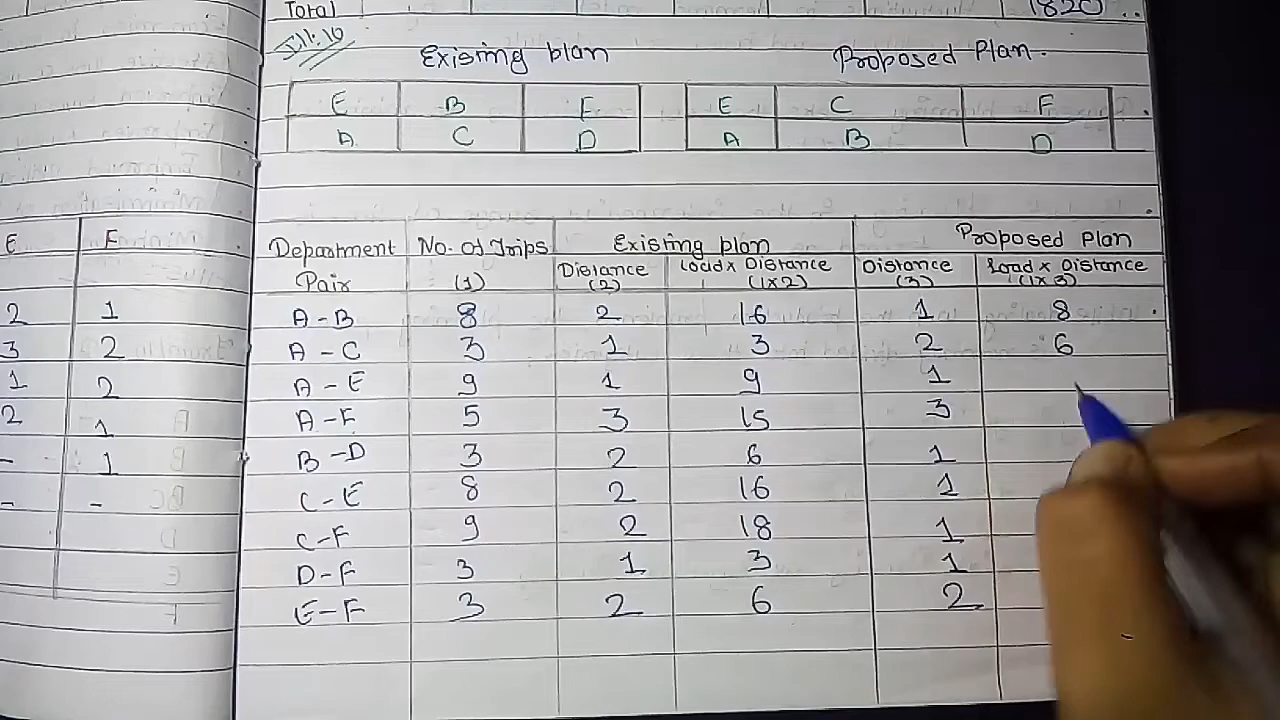 Total 1820
Ill.10
Existing plan Proposed Plan.
E B F E C F
A C D A B D
E F Department No. of Trips Existing plan Proposed Plan
Pair (1) Distance (2) Load x Distance (1x2) Distance (3) Load x Distance (1x3)
2 1 A-B 8 2 16 1 8
3 2 A-C 3 1 3 2 6
1 2 A-E 9 1 9 1
2 1 A-F 5 3 15 3
- 1 B-D 3 2 6 1
- - C-E 8 2 16 1
C-F 9 2 18 1
D-F 3 1 3 1
E-F 3 2 6 2